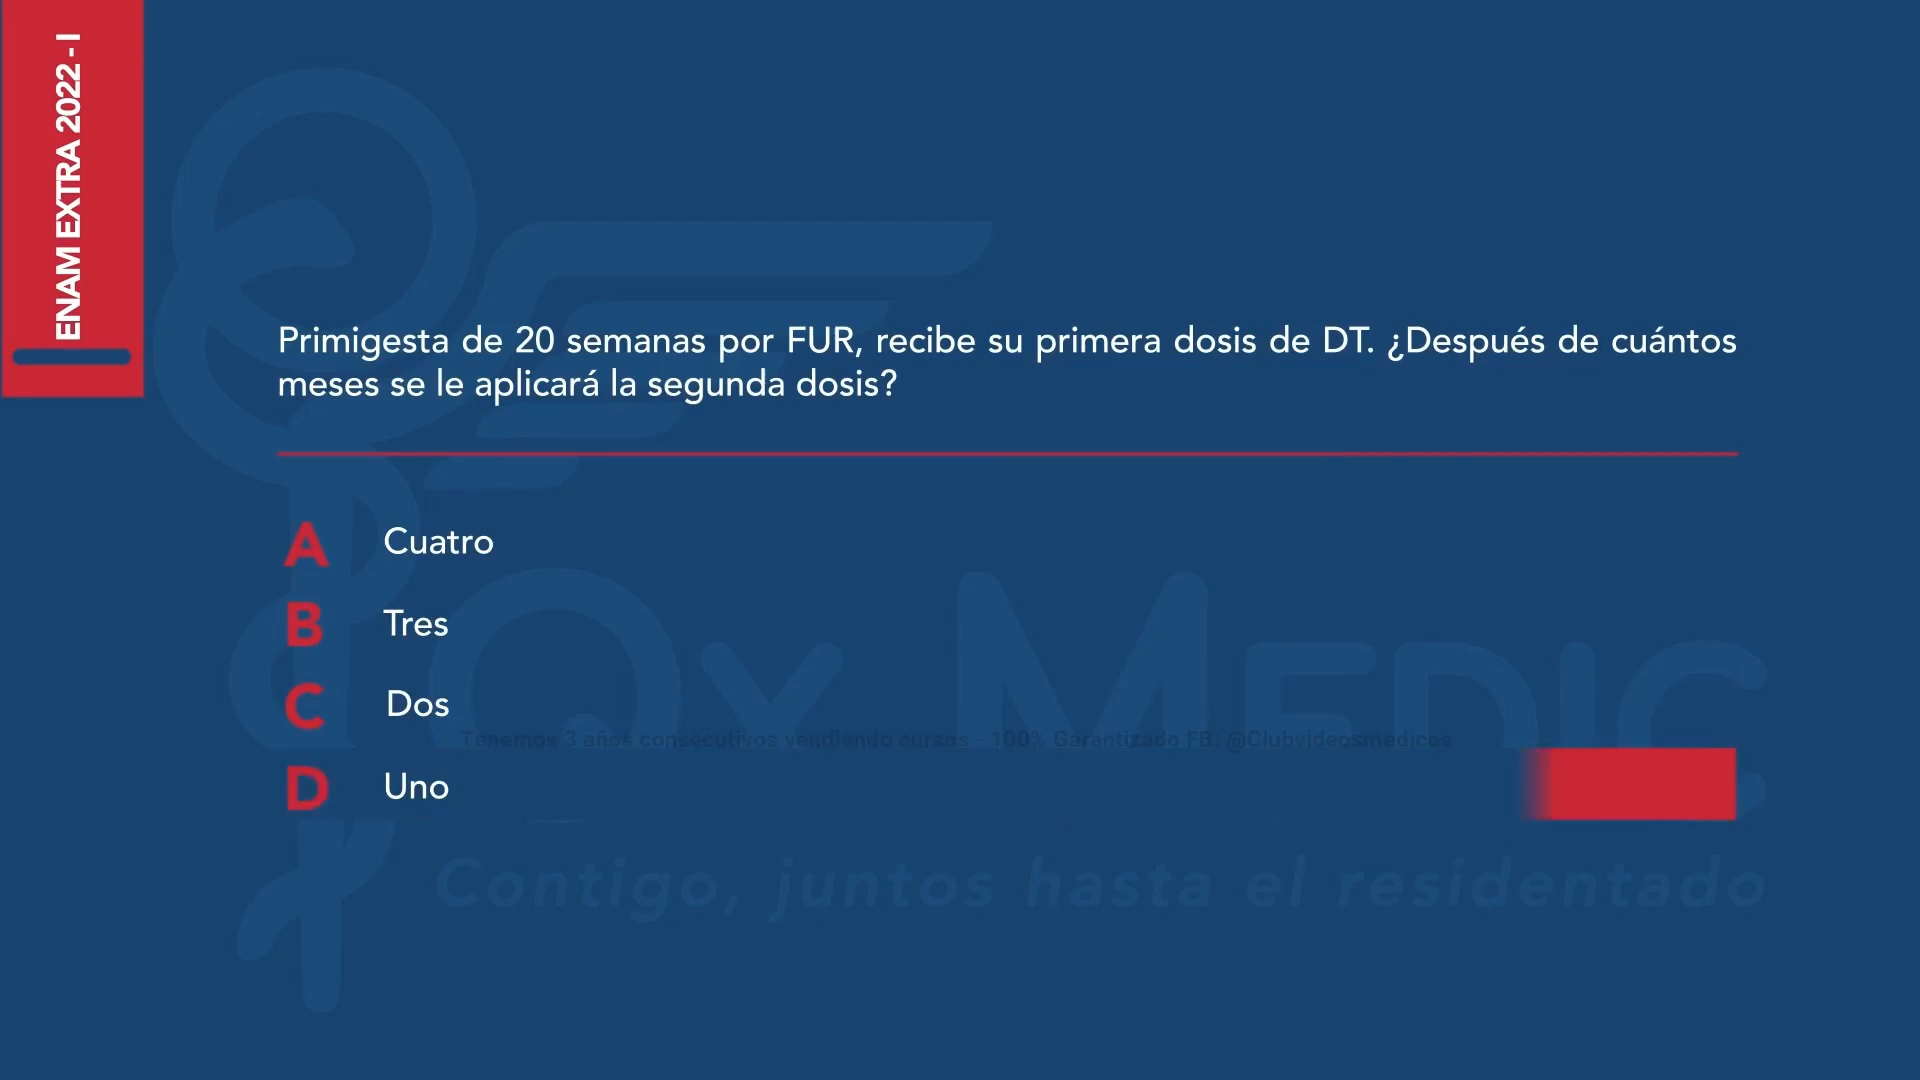 ENAM EXTRA 2022 - I
Primigesta de 20 semanas por FUR, recibe su primera dosis de DT. ¿Después de cuántos
meses se le aplicará la segunda dosis?
A Cuatro
B Tres
C Dos
Tenemos 3 años consecutivos vendiendo cursos - 100% Garantizado FB: @Clubvideosmedicos
D Uno
Qx MEDIC
Contigo, juntos hasta el residentado